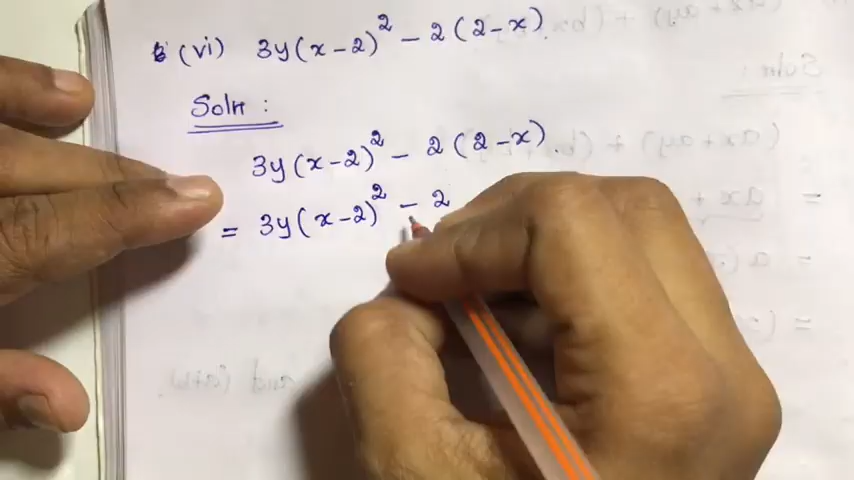 (vi) 3y(x-2)² - 2(2-x).
Soln :
3y(x-2)² - 2(2-x).
= 3y(x-2)² - 2